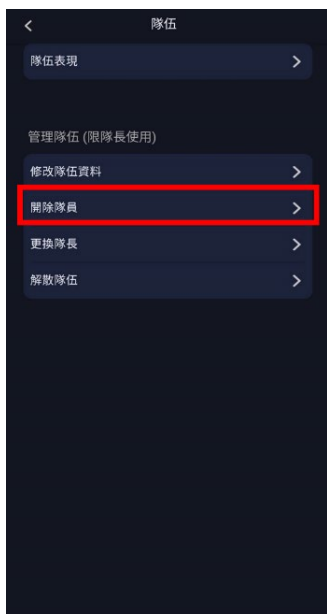 隊伍
隊伍表現
管理隊伍 (限隊長使用)
修改隊伍資料
開除隊員
更換隊長
解散隊伍